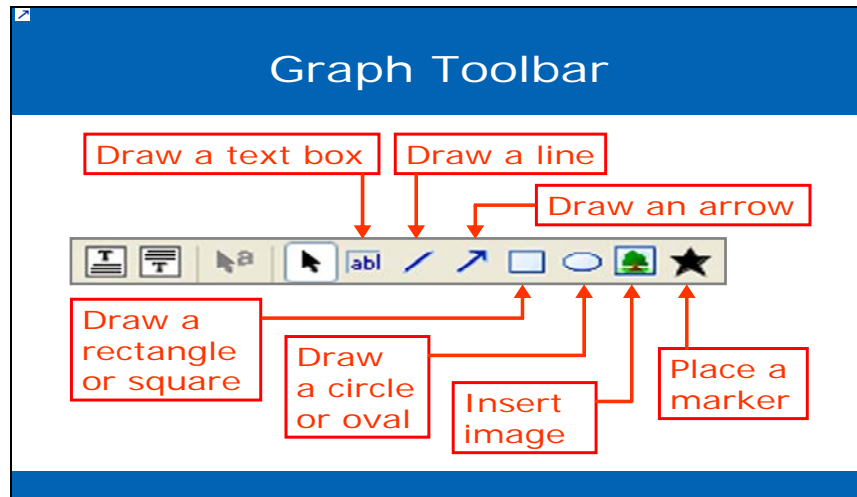 Graph Toolbar
Draw a text box
Draw a line
Draw an arrow
T
T
a
abl
Draw a
rectangle
or square
Draw
a circle
or oval
Insert
image
Place a
marker